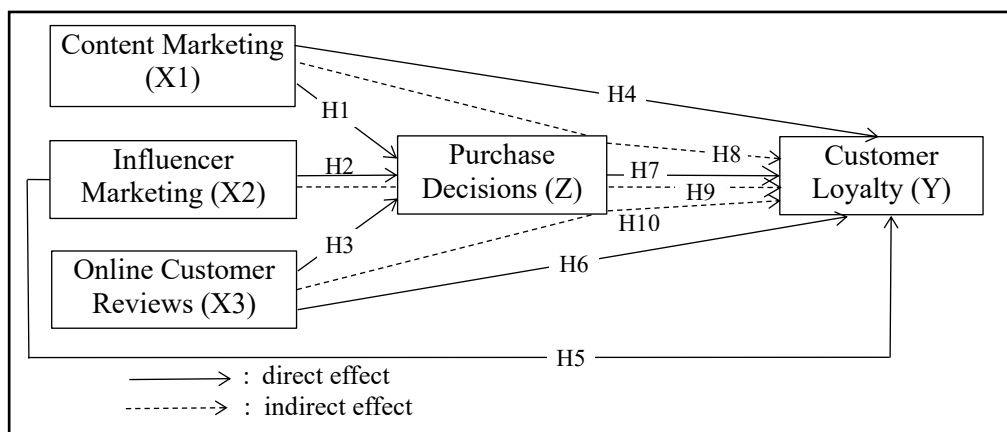 Content Marketing
(X1)
H4
H1
Influencer
Marketing (X2)
H2
Purchase
Decisions (Z)
H8
H7
H9
H10
Customer
Loyalty (Y)
H3
Online Customer
Reviews (X3)
H6
H5
: direct effect
: indirect effect